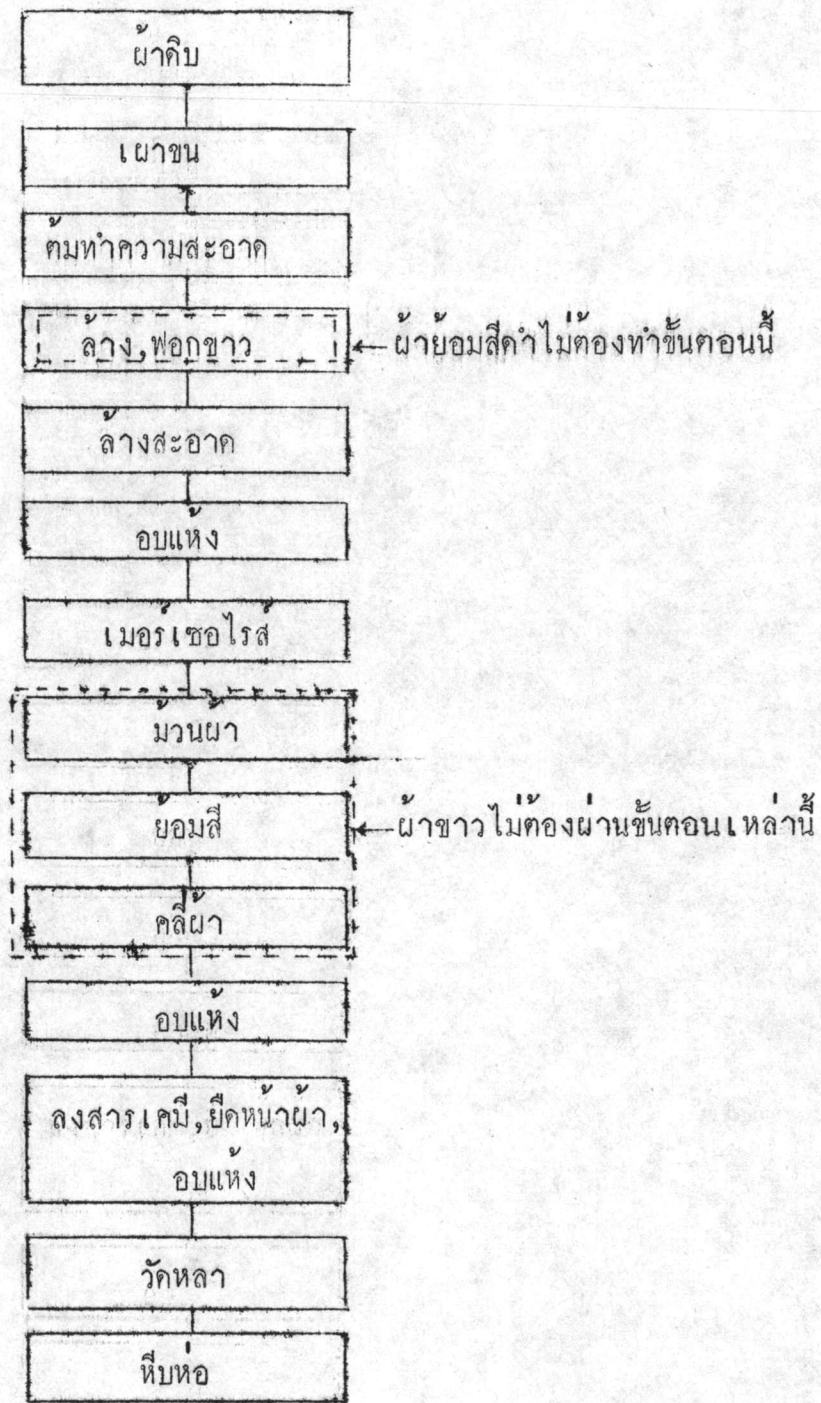 ผ้าดิบ
เผาขน
ต้มทำความสะอาด
ล้าง,ฟอกขาว
←ผ้าย้อมสีดำไม่ต้องทำขั้นตอนนี้
ล้างสะอาด
อบแห้ง
เมอร์เซอไรส์
ม้วนผ้า
ย้อมสี
←ผ้าขาวไม่ต้องผ่านขั้นตอนเหล่านี้
คลี่ผ้า
อบแห้ง
ลงสารเคมี,ยืดหน้าผ้า,
อบแห้ง
วัดหลา
หีบห่อ